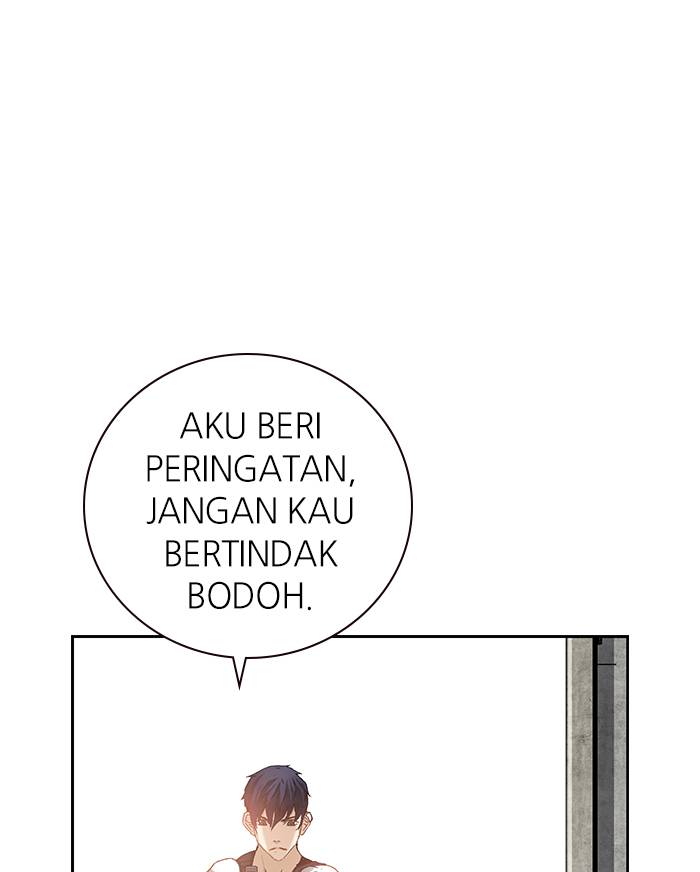 AKU BERI
PERINGATAN,
JANGAN KAU
BERTINDAK
BODOH.